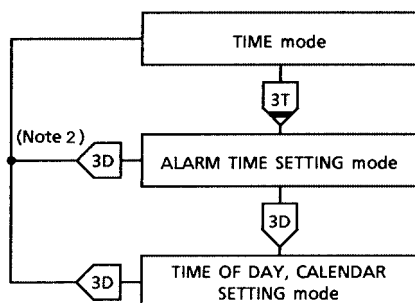 TIME mode
3T
(Note 2)
3D
ALARM TIME SETTING mode
3D
3D
TIME OF DAY, CALENDAR
SETTING mode